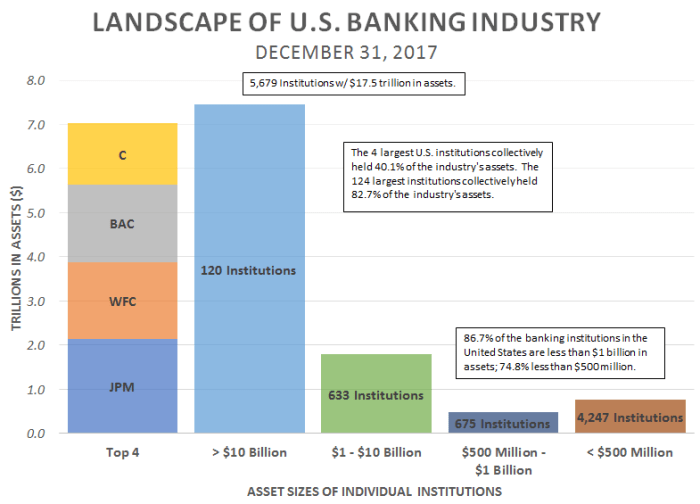 LANDSCAPE OF U.S. BANKING INDUSTRY
DECEMBER 31, 2017
5,679 Institutions w/ $17.5 trillion in assets.
The 4 largest U.S. institutions collectively
held 40.1% of the industry's assets. The
124 largest institutions collectively held
82.7% of the industry's assets.
86.7% of the banking institutions in the
United States are less than $1 billion in
assets; 74.8% less than $500 million.
TRILLIONS IN ASSETS ($)
8.0
7.0
6.0
5.0
4.0
3.0
2.0
1.0
0.0
C
BAC
WFC
JPM
120 Institutions
633 Institutions
675 Institutions
4,247 Institutions
Top 4
> $10 Billion
$1 - $10 Billion
$500 Million -
$1 Billion
< $500 Million
ASSET SIZES OF INDIVIDUAL INSTITUTIONS